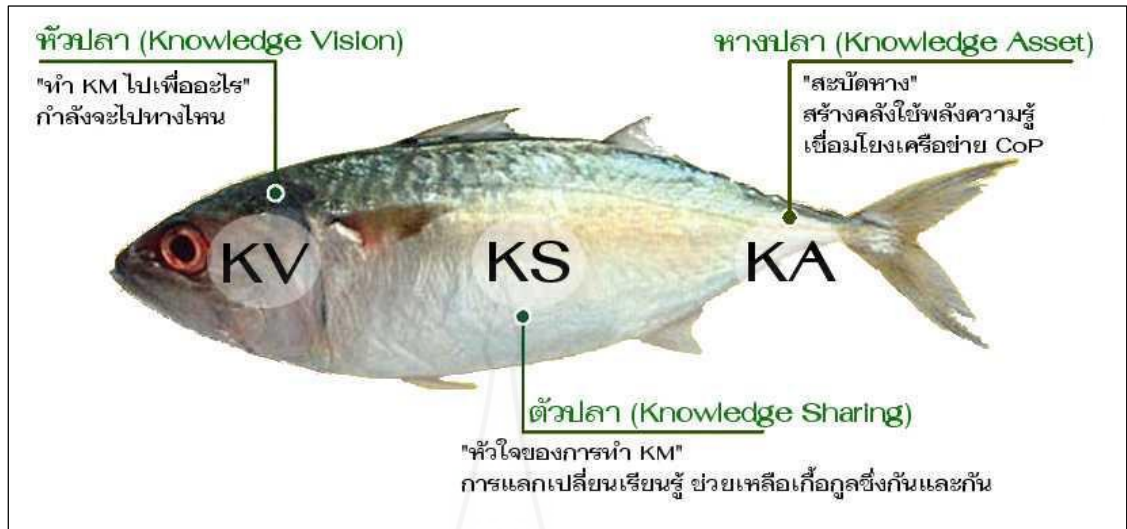 หัวปลา (Knowledge Vision)
"ทำ KM ไปเพื่ออะไร"
กำลังจะไปทางไหน
หางปลา (Knowledge Asset)
"สะบัดหาง"
สร้างคลังใช้พลังความรู้
เชื่อมโยงเครือข่าย CoP
KV
KS
KA
ตัวปลา (Knowledge Sharing)
"หัวใจของการทำ KM"
การแลกเปลี่ยนเรียนรู้ ช่วยเหลือเกื้อกูลซึ่งกันและกัน